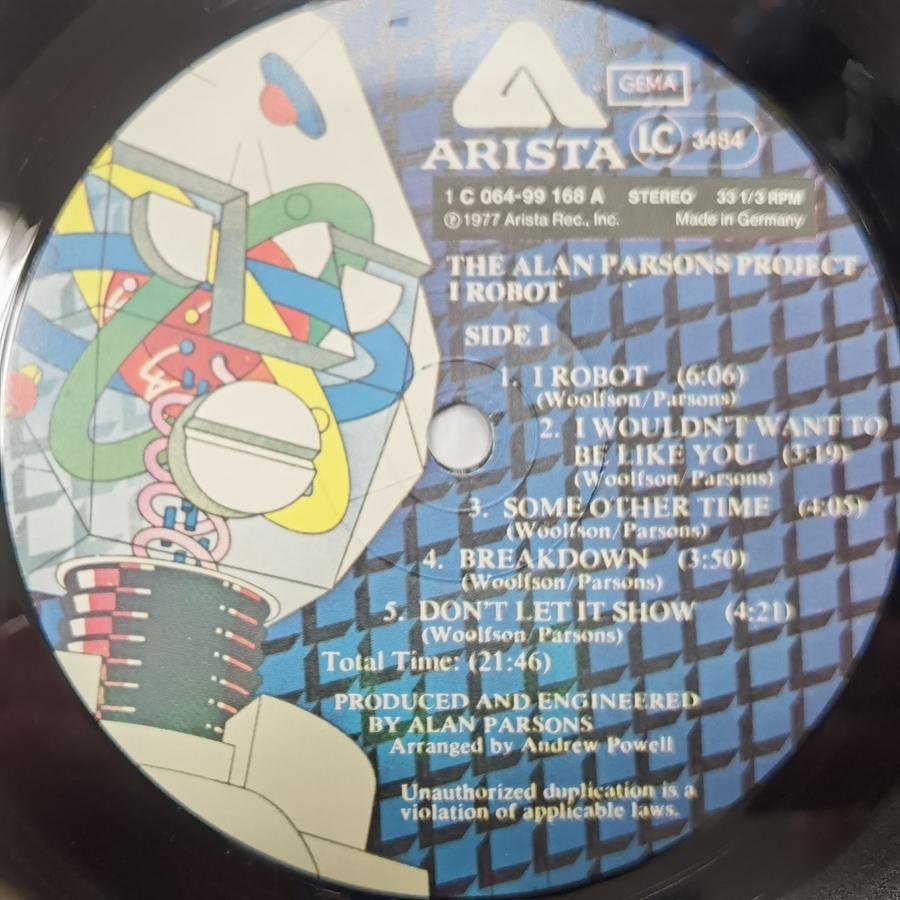 GEMA
ARISTA
LC 3484
1 C 064-99 168 A STEREO 33 1/3 RPM
Ⓟ 1977 Arista Rec., Inc. Made in Germany
THE ALAN PARSONS PROJECT
I ROBOT
SIDE 1
1. I ROBOT (6:06)
(Woolfson/Parsons)
2. I WOULDN'T WANT TO
BE LIKE YOU (3:19)
(Woolfson/Parsons)
3. SOME OTHER TIME (4:05)
(Woolfson/Parsons)
4. BREAKDOWN (3:50)
(Woolfson/Parsons)
5. DON'T LET IT SHOW (4:21)
(Woolfson/Parsons)
Total Time: (21:46)
PRODUCED AND ENGINEERED
BY ALAN PARSONS
Arranged by Andrew Powell
Unauthorized duplication is a
violation of applicable laws.